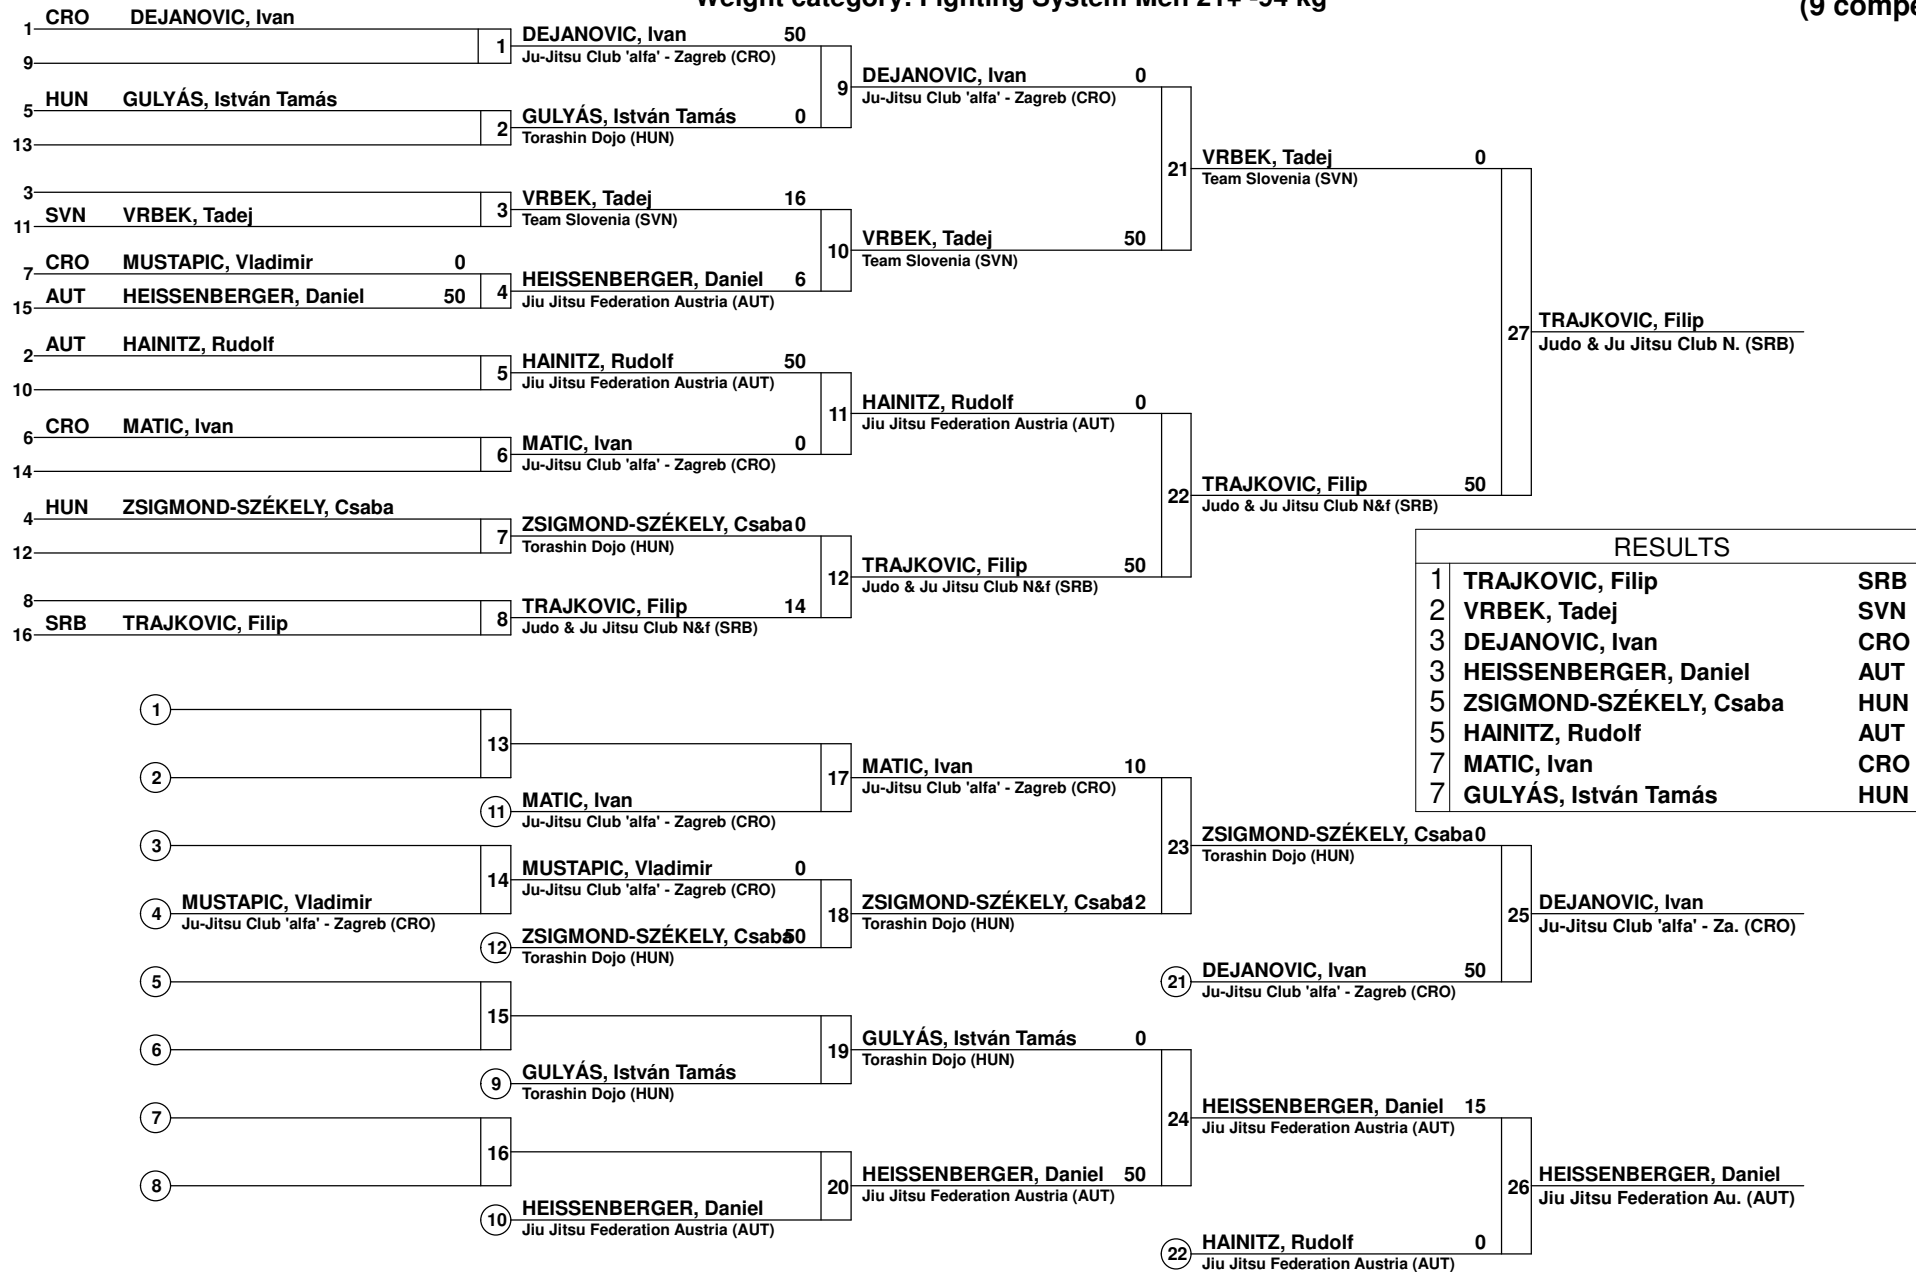 Weight category: Fighting System Men 21+ -94 kg
(9 compe
1 CRO DEJANOVIC, Ivan
9
1
DEJANOVIC, Ivan 50
Ju-Jitsu Club 'alfa' - Zagreb (CRO)
5 HUN GULYÁS, István Tamás
13
2
GULYÁS, István Tamás 0
Torashin Dojo (HUN)
9
DEJANOVIC, Ivan 0
Ju-Jitsu Club 'alfa' - Zagreb (CRO)
3
11 SVN VRBEK, Tadej
3
VRBEK, Tadej 16
Team Slovenia (SVN)
7 CRO MUSTAPIC, Vladimir 0
15 AUT HEISSENBERGER, Daniel 50
4
HEISSENBERGER, Daniel 6
Jiu Jitsu Federation Austria (AUT)
10
VRBEK, Tadej 50
Team Slovenia (SVN)
21
VRBEK, Tadej 0
Team Slovenia (SVN)
2 AUT HAINITZ, Rudolf
10
5
HAINITZ, Rudolf 50
Jiu Jitsu Federation Austria (AUT)
6 CRO MATIC, Ivan
14
6
MATIC, Ivan 0
Ju-Jitsu Club 'alfa' - Zagreb (CRO)
11
HAINITZ, Rudolf 0
Jiu Jitsu Federation Austria (AUT)
4 HUN ZSIGMOND-SZÉKELY, Csaba
12
7
ZSIGMOND-SZÉKELY, Csaba 0
Torashin Dojo (HUN)
8
16 SRB TRAJKOVIC, Filip
8
TRAJKOVIC, Filip 14
Judo & Ju Jitsu Club N&f (SRB)
12
TRAJKOVIC, Filip 50
Judo & Ju Jitsu Club N&f (SRB)
22
TRAJKOVIC, Filip 50
Judo & Ju Jitsu Club N&f (SRB)
27
TRAJKOVIC, Filip
Judo & Ju Jitsu Club N. (SRB)
RESULTS
1 TRAJKOVIC, Filip SRB
2 VRBEK, Tadej SVN
3 DEJANOVIC, Ivan CRO
3 HEISSENBERGER, Daniel AUT
5 ZSIGMOND-SZÉKELY, Csaba HUN
5 HAINITZ, Rudolf AUT
7 MATIC, Ivan CRO
7 GULYÁS, István Tamás HUN
1
2
13
11 MATIC, Ivan
Ju-Jitsu Club 'alfa' - Zagreb (CRO)
17
MATIC, Ivan 10
Ju-Jitsu Club 'alfa' - Zagreb (CRO)
3
4 MUSTAPIC, Vladimir
Ju-Jitsu Club 'alfa' - Zagreb (CRO)
14
MUSTAPIC, Vladimir 0
Ju-Jitsu Club 'alfa' - Zagreb (CRO)
12 ZSIGMOND-SZÉKELY, Csaba 50
Torashin Dojo (HUN)
18
ZSIGMOND-SZÉKELY, Csaba 12
Torashin Dojo (HUN)
23
ZSIGMOND-SZÉKELY, Csaba 0
Torashin Dojo (HUN)
21 DEJANOVIC, Ivan 50
Ju-Jitsu Club 'alfa' - Zagreb (CRO)
25
DEJANOVIC, Ivan
Ju-Jitsu Club 'alfa' - Za. (CRO)
5
6
15
9 GULYÁS, István Tamás
Torashin Dojo (HUN)
19
GULYÁS, István Tamás 0
Torashin Dojo (HUN)
7
8
16
10 HEISSENBERGER, Daniel
Jiu Jitsu Federation Austria (AUT)
20
HEISSENBERGER, Daniel 50
Jiu Jitsu Federation Austria (AUT)
24
HEISSENBERGER, Daniel 15
Jiu Jitsu Federation Austria (AUT)
22 HAINITZ, Rudolf 0
Jiu Jitsu Federation Austria (AUT)
26
HEISSENBERGER, Daniel
Jiu Jitsu Federation Au. (AUT)